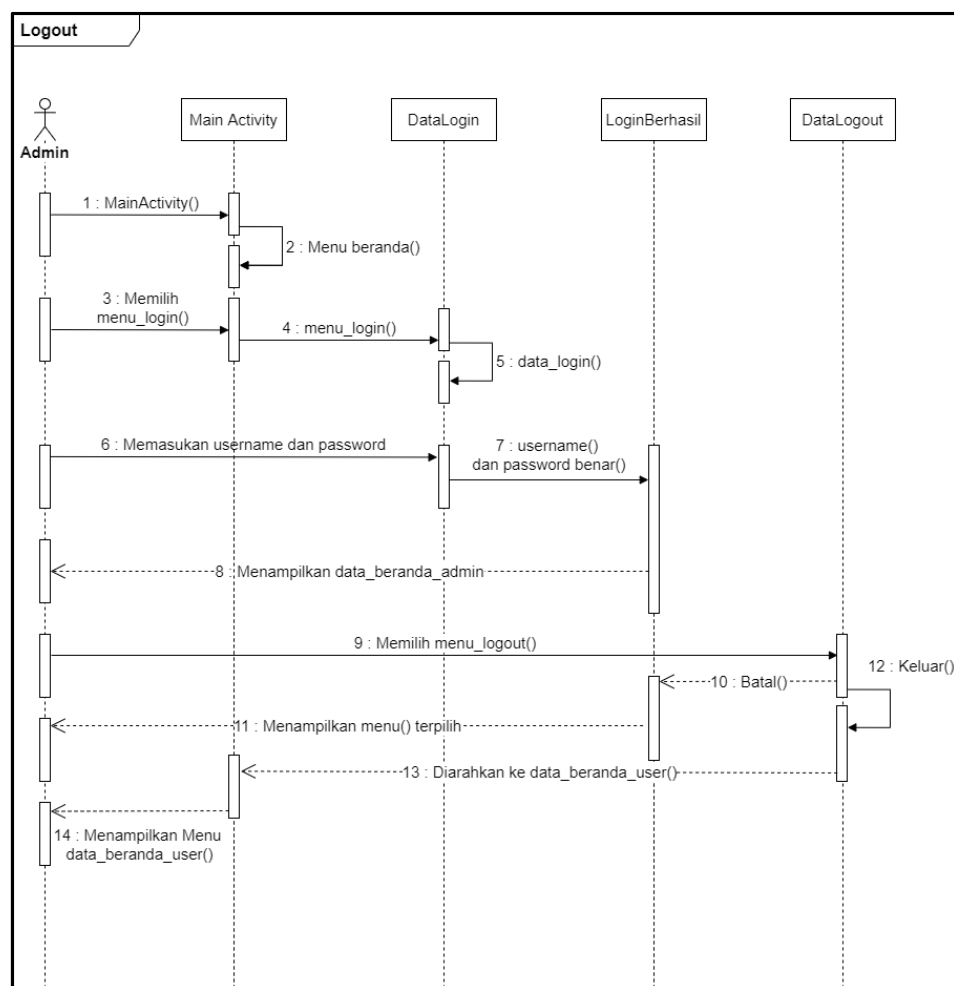 Logout
Admin
Main Activity
DataLogin
LoginBerhasil
DataLogout
1 : MainActivity()
2 : Menu beranda()
3 : Memilih
menu_login()
4 : menu_login()
5 : data_login()
6 : Memasukan username dan password
7 : username()
dan password benar()
8 : Menampilkan data_beranda_admin
9 : Memilih menu_logout()
12 : Keluar()
10 : Batal()
11 : Menampilkan menu() terpilih
13 : Diarahkan ke data_beranda_user()
14 : Menampilkan Menu
data_beranda_user()